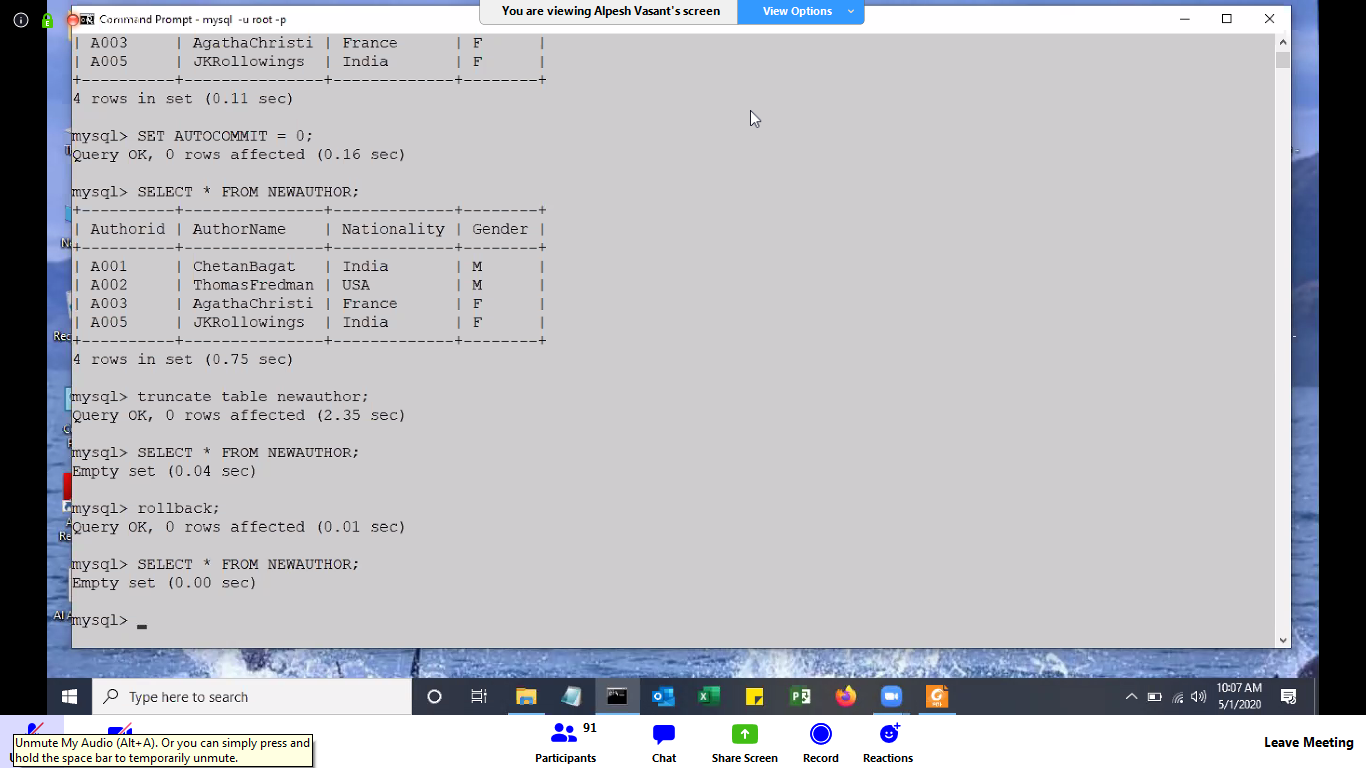 You are viewing Alpesh Vasant's screen
View Options
Command Prompt - mysql -u root -p
| A003     | AgathaChristi | France      | F      |
| A005     | JKRollowings  | India       | F      |
+----------+---------------+-------------+--------+
4 rows in set (0.11 sec)
mysql> SET AUTOCOMMIT = 0;
Query OK, 0 rows affected (0.16 sec)
mysql> SELECT * FROM NEWAUTHOR;
+----------+---------------+-------------+--------+
| Authorid | AuthorName    | Nationality | Gender |
+----------+---------------+-------------+--------+
| A001     | ChetanBagat   | India       | M      |
| A002     | ThomasFredman | USA         | M      |
| A003     | AgathaChristi | France      | F      |
| A005     | JKRollowings  | India       | F      |
+----------+---------------+-------------+--------+
4 rows in set (0.75 sec)
mysql> truncate table newauthor;
Query OK, 0 rows affected (2.35 sec)
mysql> SELECT * FROM NEWAUTHOR;
Empty set (0.04 sec)
mysql> rollback;
Query OK, 0 rows affected (0.01 sec)
mysql> SELECT * FROM NEWAUTHOR;
Empty set (0.00 sec)
mysql>
Type here to search
10:07 AM
5/1/2020
Unmute My Audio (Alt+A). Or you can simply press and
hold the space bar to temporarily unmute.
91
Participants
Chat
Share Screen
Record
Reactions
Leave Meeting